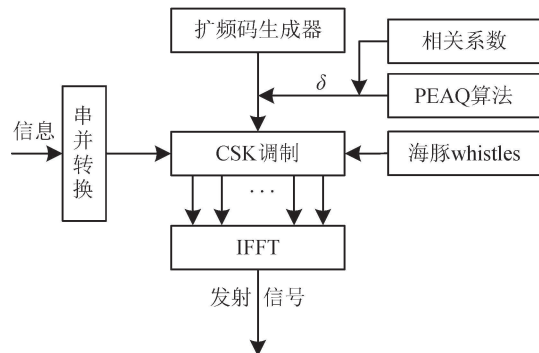 扩频码生成器
相关系数
δ
PEAQ算法
信息
串并转换
CSK调制
海豚whistles
···
IFFT
发射 信号